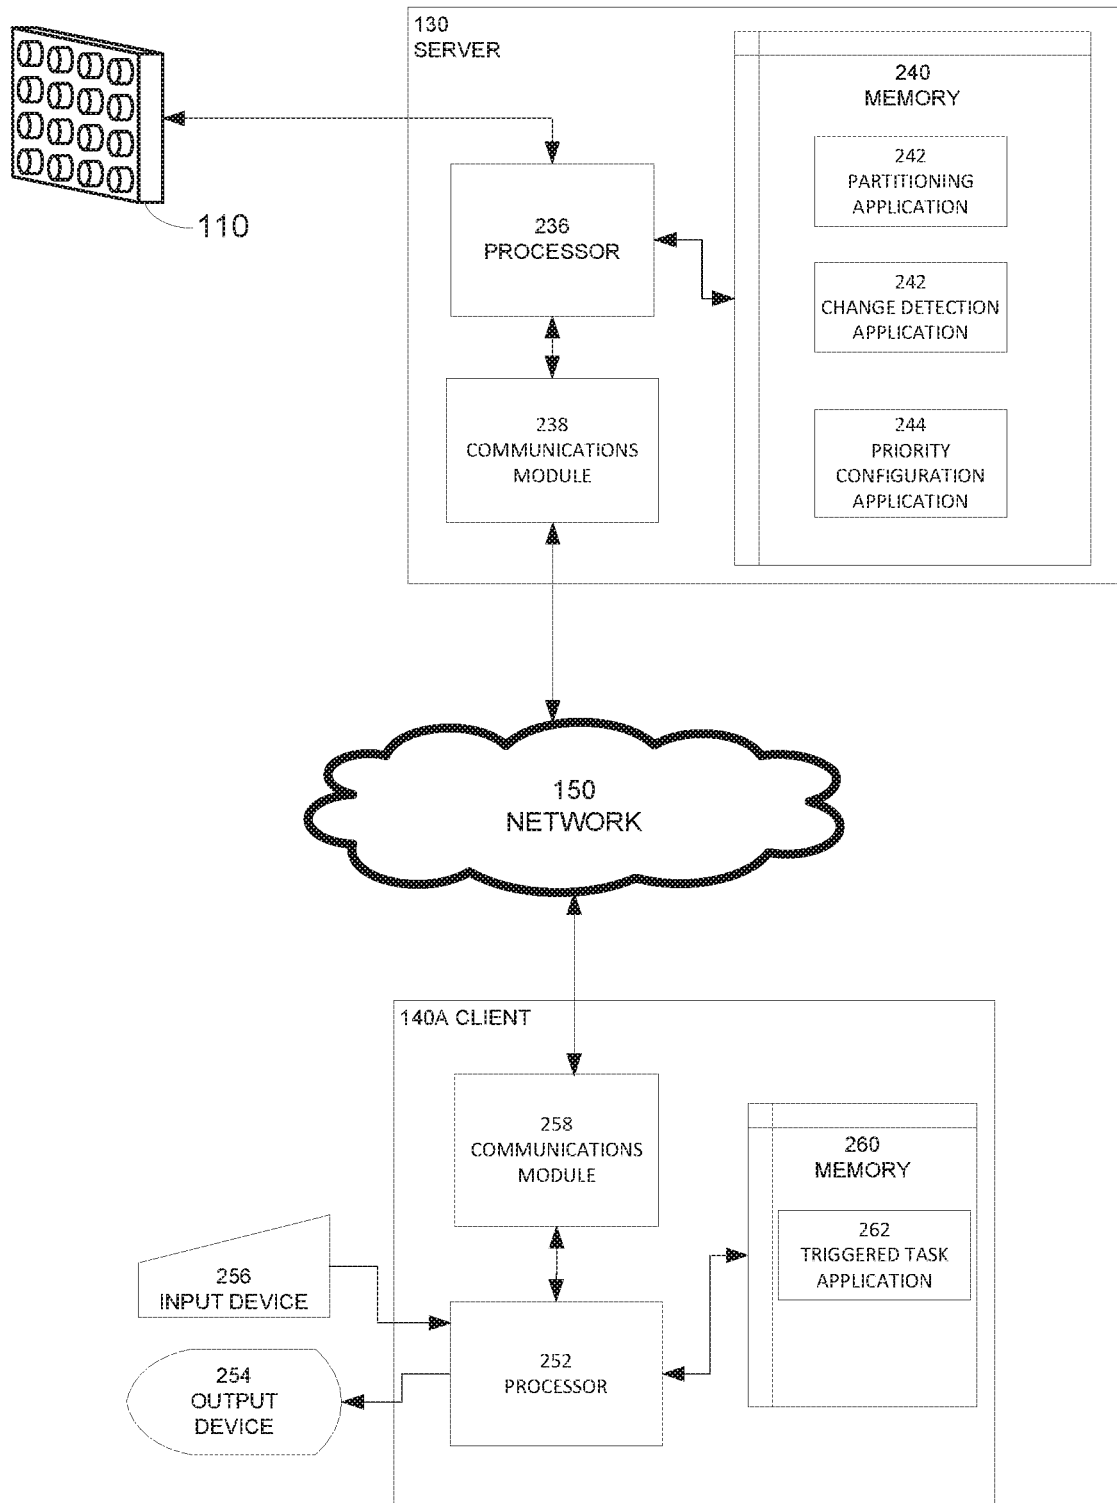 130
SERVER
240
MEMORY
242
PARTITIONING
APPLICATION
110
236
PROCESSOR
242
CHANGE DETECTION
APPLICATION
238
COMMUNICATIONS
MODULE
244
PRIORITY
CONFIGURATION
APPLICATION
150
NETWORK
140A CLIENT
258
COMMUNICATIONS
MODULE
260
MEMORY
262
TRIGGERED TASK
APPLICATION
256
INPUT DEVICE
252
PROCESSOR
254
OUTPUT
DEVICE